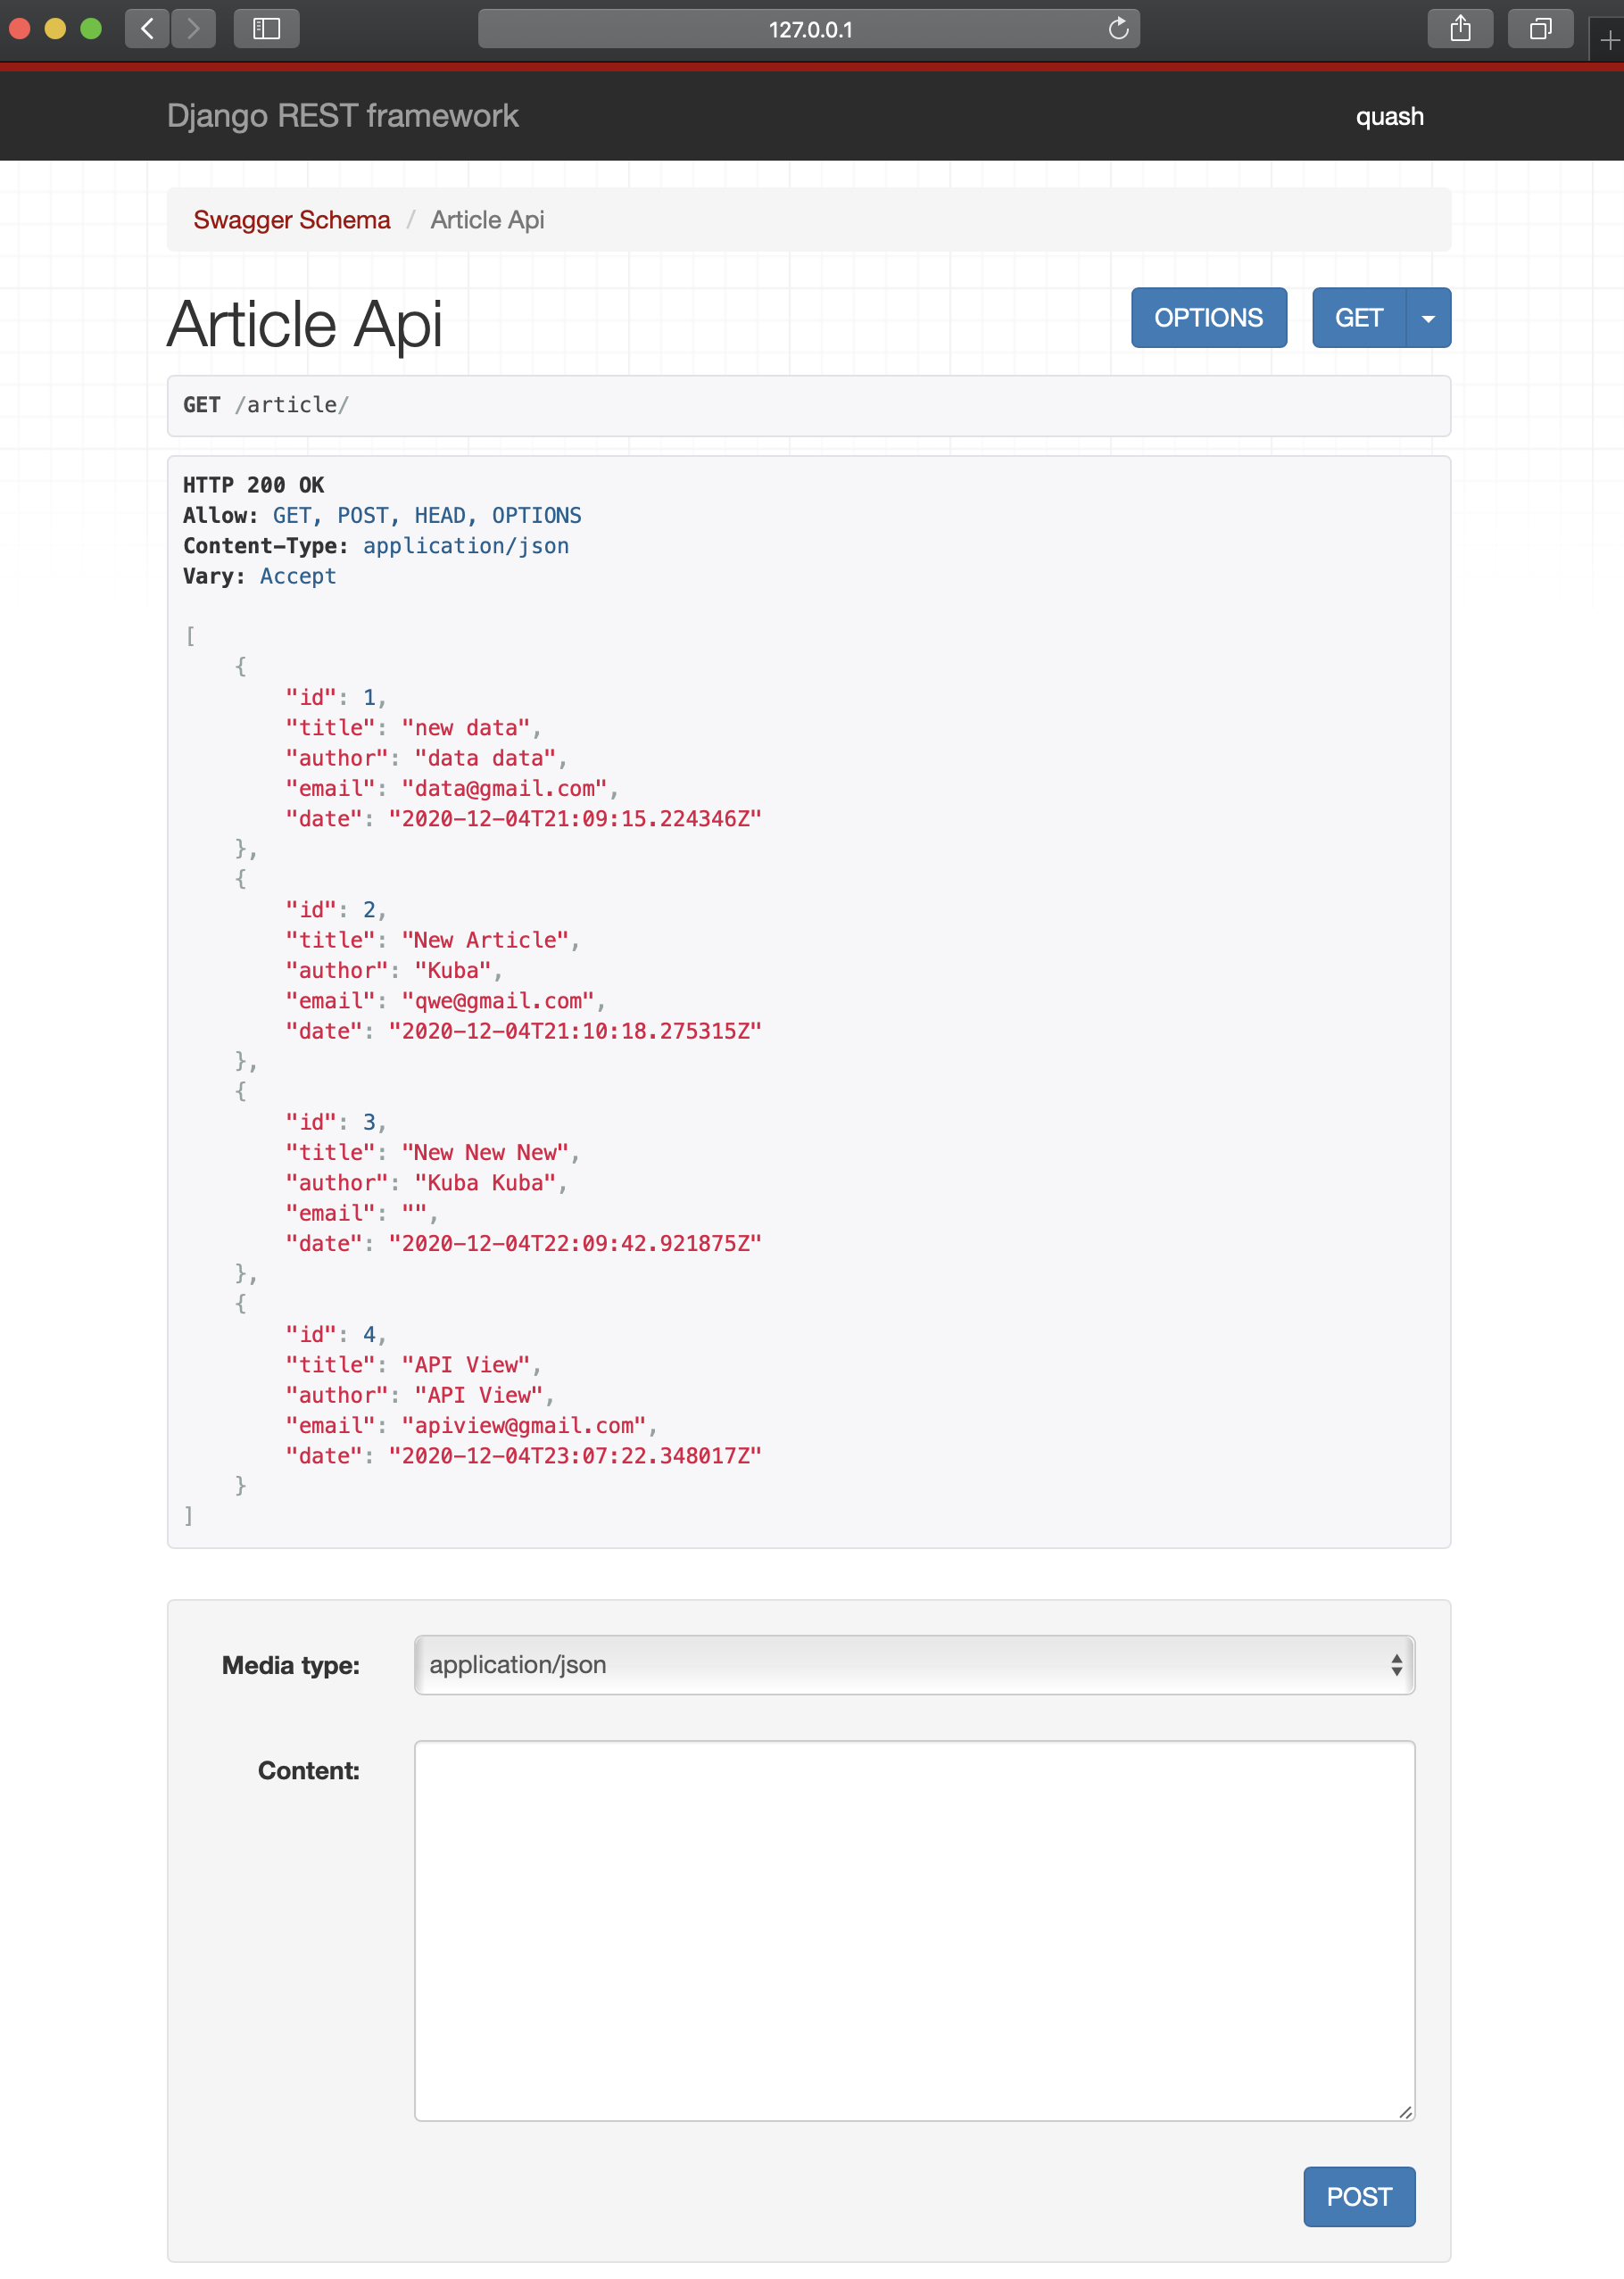 127.0.0.1
Django REST framework
quash
Swagger Schema / Article Api
Article Api
OPTIONS
GET
GET /article/
HTTP 200 OK
Allow: GET, POST, HEAD, OPTIONS
Content-Type: application/json
Vary: Accept
[
    {
        "id": 1,
        "title": "new data",
        "author": "data data",
        "email": "data@gmail.com",
        "date": "2020-12-04T21:09:15.224346Z"
    },
    {
        "id": 2,
        "title": "New Article",
        "author": "Kuba",
        "email": "qwe@gmail.com",
        "date": "2020-12-04T21:10:18.275315Z"
    },
    {
        "id": 3,
        "title": "New New New",
        "author": "Kuba Kuba",
        "email": "",
        "date": "2020-12-04T22:09:42.921875Z"
    },
    {
        "id": 4,
        "title": "API View",
        "author": "API View",
        "email": "apiview@gmail.com",
        "date": "2020-12-04T23:07:22.348017Z"
    }
]
Media type:
application/json
Content:
POST